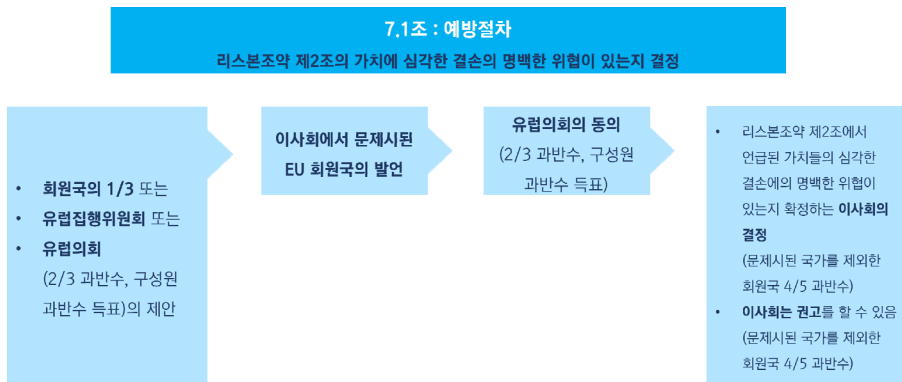 7.1조 : 예방절차
리스본조약 제2조의 가치에 심각한 결손의 명백한 위협이 있는지 결정
• 회원국의 1/3 또는
• 유럽집행위원회 또는
• 유럽의회
(2/3 과반수, 구성원
과반수 득표)의 제안
이사회에서 문제시된
EU 회원국의 발언
유럽의회의 동의
(2/3 과반수, 구성원
과반수 득표)
• 리스본조약 제2조에서
언급된 가치들의 심각한
결손에의 명백한 위협이
있는지 확정하는 이사회의
결정
(문제시된 국가를 제외한
회원국 4/5 과반수)
• 이사회는 권고를 할 수 있음
(문제시된 국가를 제외한
회원국 4/5 과반수)